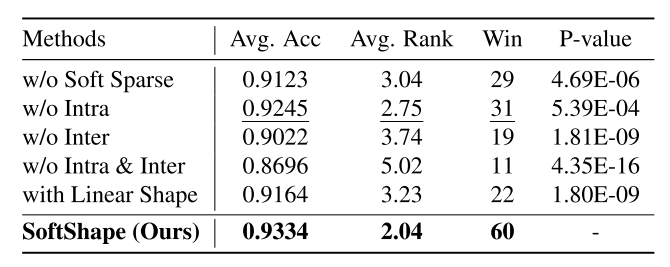 Methods Avg. Acc Avg. Rank Win P-value
w/o Soft Sparse 0.9123 3.04 29 4.69E-06
w/o Intra 0.9245 2.75 31 5.39E-04
w/o Inter 0.9022 3.74 19 1.81E-09
w/o Intra & Inter 0.8696 5.02 11 4.35E-16
with Linear Shape 0.9164 3.23 22 1.80E-09
SoftShape (Ours) 0.9334 2.04 60 -